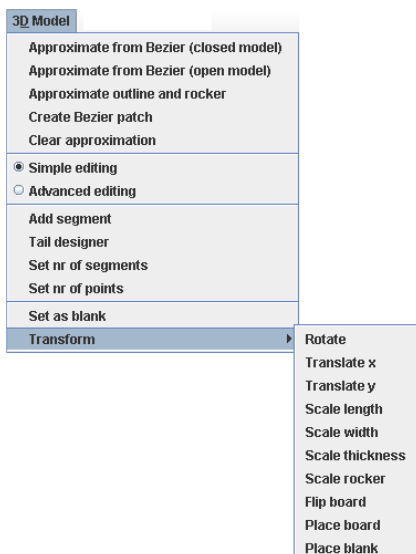 3D Model
Approximate from Bezier (closed model)
Approximate from Bezier (open model)
Approximate outline and rocker
Create Bezier patch
Clear approximation
Simple editing
Advanced editing
Add segment
Tail designer
Set nr of segments
Set nr of points
Set as blank
Transform
Rotate
Translate x
Translate y
Scale length
Scale width
Scale thickness
Scale rocker
Flip board
Place board
Place blank